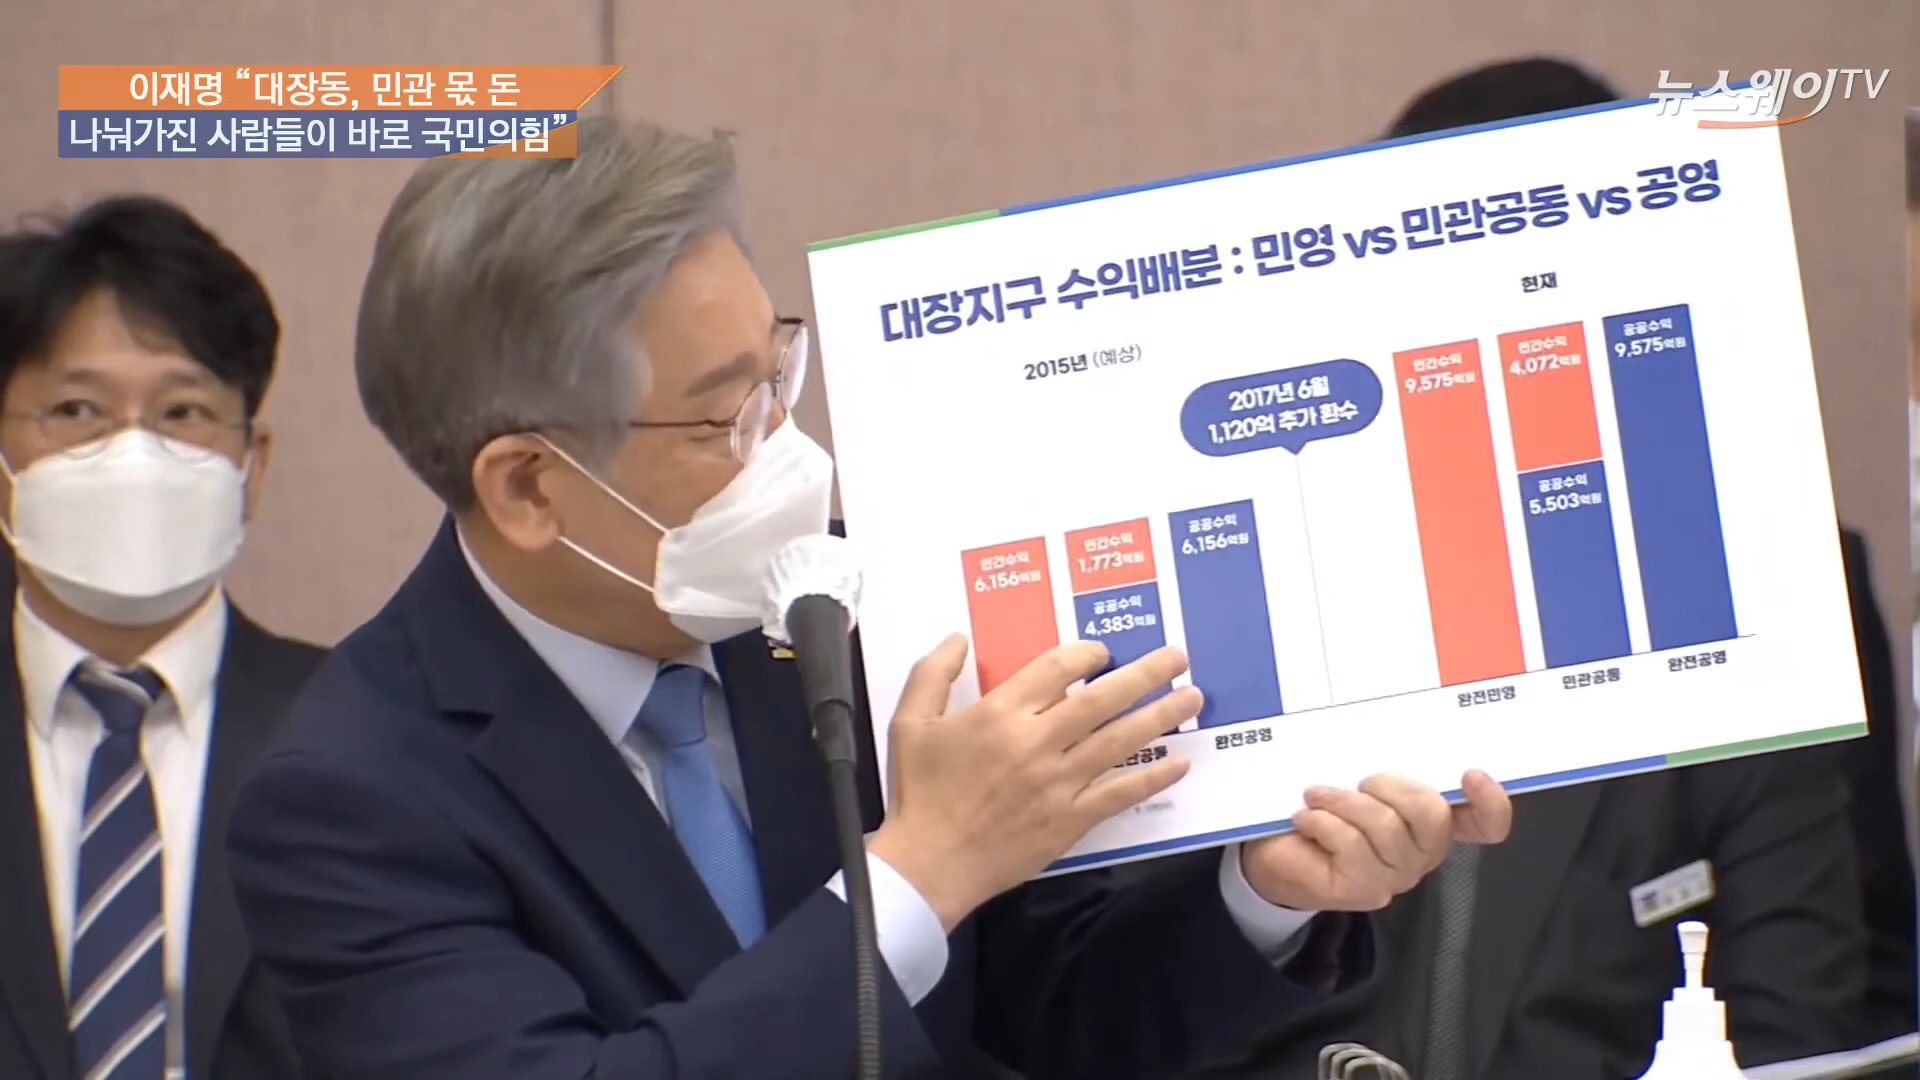 이재명 “대장동, 민관 몫 돈
나눠가진 사람들이 바로 국민의힘”
뉴스웨이TV
대장지구 수익배분 : 민영 vs 민관공동 vs 공영
2015년 (예상)
현재
2017년 6월
1,120억 추가 환수
민간수익
6,156억원
민간수익
1,773억원
공공수익
4,383억원
공공수익
6,156억원
민간수익
9,575억원
민간수익
4,072억원
공공수익
5,503억원
공공수익
9,575억원
관공동
완전공영
완전민영
민관공동
완전공영